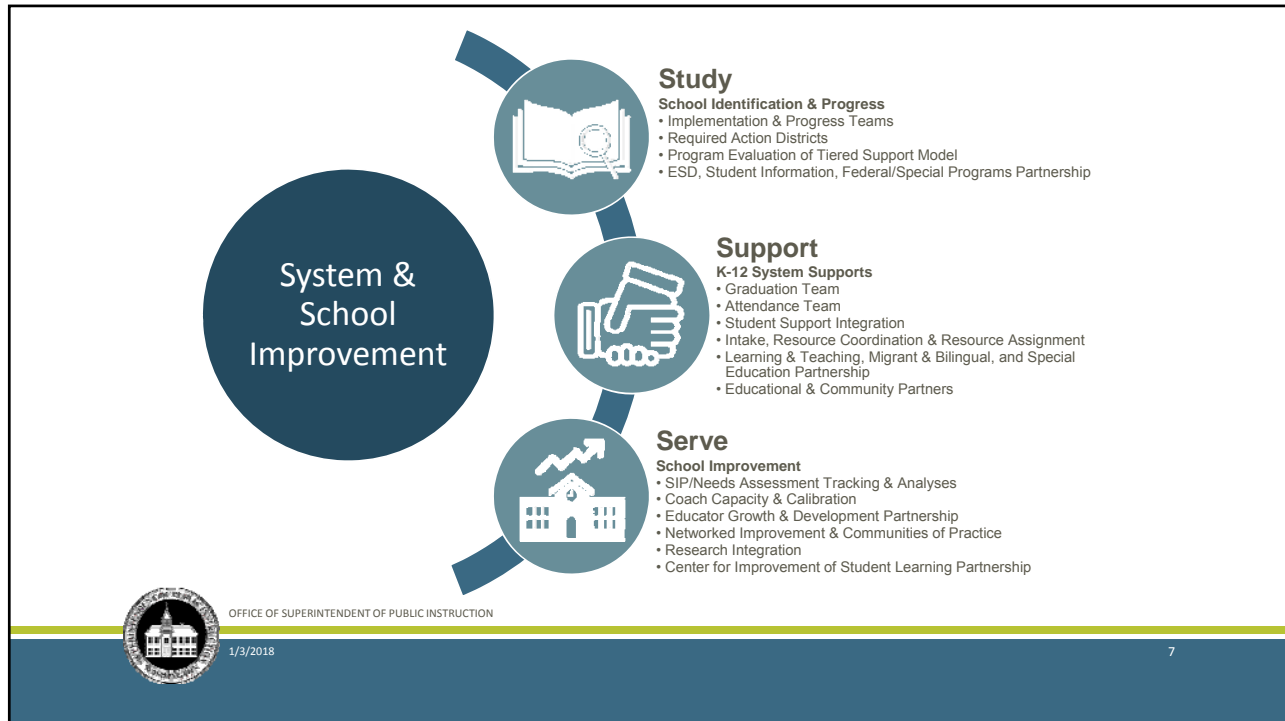 System &
School
Improvement
Study
School Identification & Progress
• Implementation & Progress Teams
• Required Action Districts
• Program Evaluation of Tiered Support Model
• ESD, Student Information, Federal/Special Programs Partnership
Support
K-12 System Supports
• Graduation Team
• Attendance Team
• Student Support Integration
• Intake, Resource Coordination & Resource Assignment
• Learning & Teaching, Migrant & Bilingual, and Special
Education Partnership
• Educational & Community Partners
Serve
School Improvement
• SIP/Needs Assessment Tracking & Analyses
• Coach Capacity & Calibration
• Educator Growth & Development Partnership
• Networked Improvement & Communities of Practice
• Research Integration
• Center for Improvement of Student Learning Partnership
OFFICE OF SUPERINTENDENT OF PUBLIC INSTRUCTION
1/3/2018
7